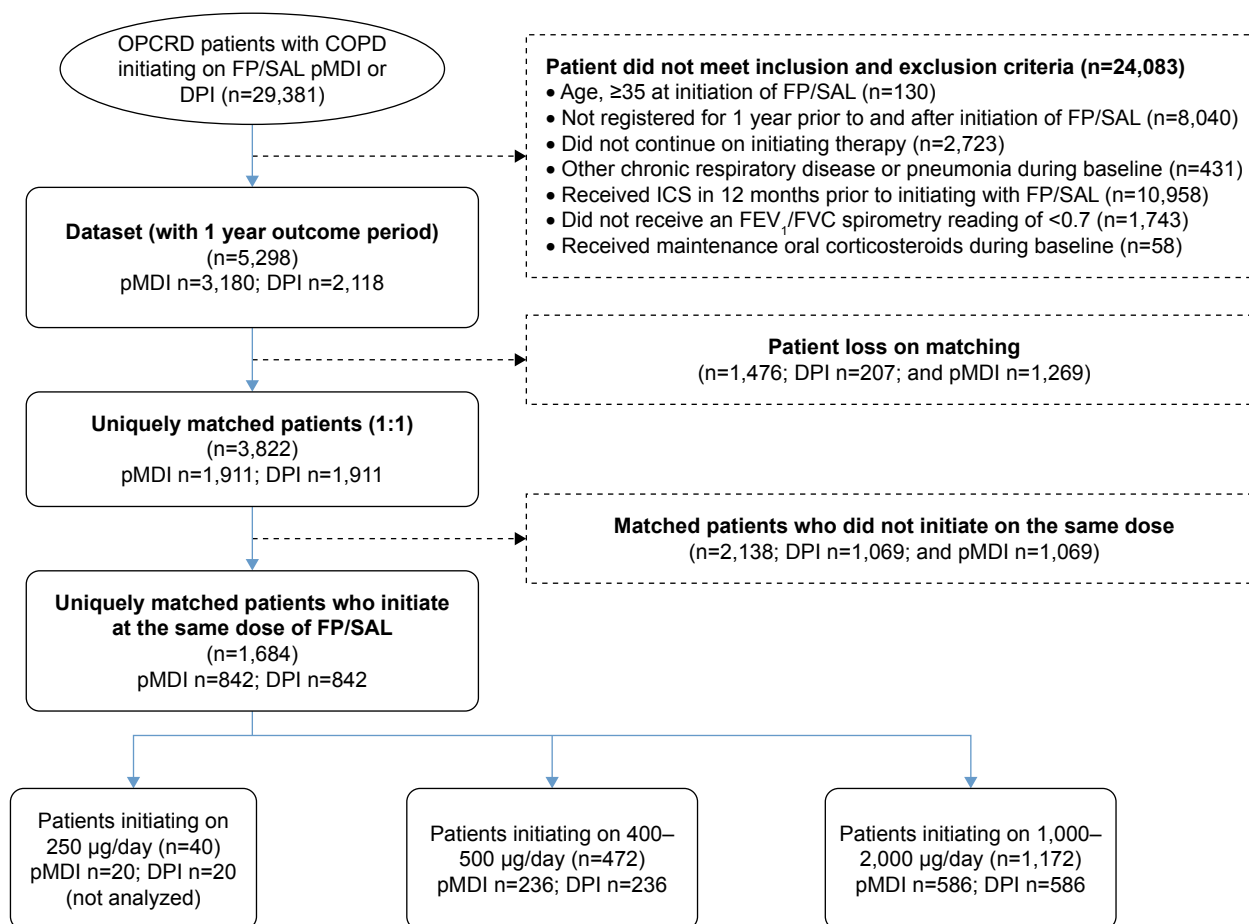 OPCRD patients with COPD
initiating on FP/SAL pMDI or
DPI (n=29,381)
Patient did not meet inclusion and exclusion criteria (n=24,083)
• Age, ≥35 at initiation of FP/SAL (n=130)
• Not registered for 1 year prior to and after initiation of FP/SAL (n=8,040)
• Did not continue on initiating therapy (n=2,723)
• Other chronic respiratory disease or pneumonia during baseline (n=431)
• Received ICS in 12 months prior to initiating with FP/SAL (n=10,958)
• Did not receive an FEV₁/FVC spirometry reading of <0.7 (n=1,743)
• Received maintenance oral corticosteroids during baseline (n=58)
Dataset (with 1 year outcome period)
(n=5,298)
pMDI n=3,180; DPI n=2,118
Patient loss on matching
(n=1,476; DPI n=207; and pMDI n=1,269)
Uniquely matched patients (1:1)
(n=3,822)
pMDI n=1,911; DPI n=1,911
Matched patients who did not initiate on the same dose
(n=2,138; DPI n=1,069; and pMDI n=1,069)
Uniquely matched patients who initiate
at the same dose of FP/SAL
(n=1,684)
pMDI n=842; DPI n=842
Patients initiating on
250 µg/day (n=40)
pMDI n=20; DPI n=20
(not analyzed)
Patients initiating on 400–
500 µg/day (n=472)
pMDI n=236; DPI n=236
Patients initiating on 1,000–
2,000 µg/day (n=1,172)
pMDI n=586; DPI n=586